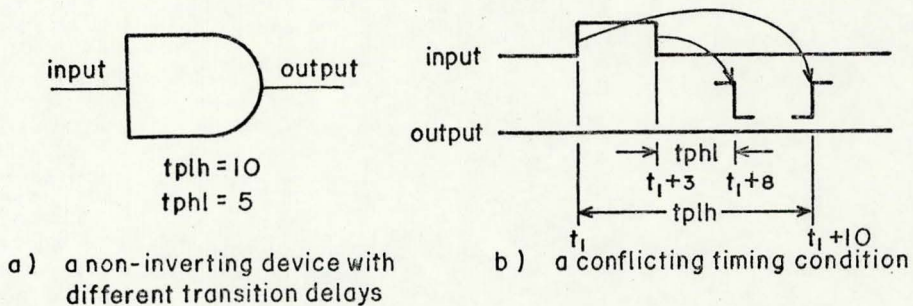 input
output
tplh = 10
tphl = 5
a) a non-inverting device with
different transition delays
input
output
tphl
t₁+3
t₁+8
tplh
t₁
t₁+10
b) a conflicting timing condition